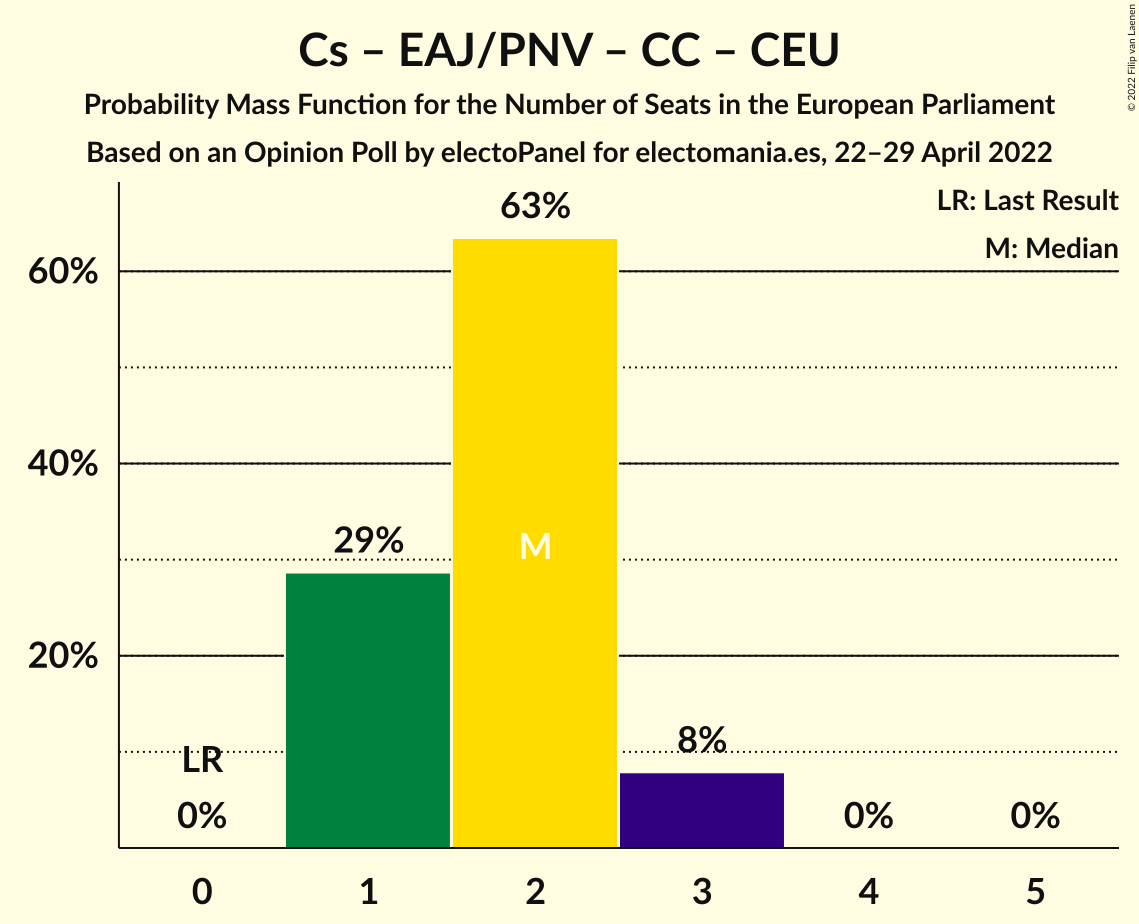 Cs – EAJ/PNV – CC – CEU
Probability Mass Function for the Number of Seats in the European Parliament
Based on an Opinion Poll by electoPanel for electomania.es, 22–29 April 2022
© 2022 Filip van Laenen
LR: Last Result
M: Median
63%
60%
40%
29%
M
20%
8%
LR
0%
0%
0%
0
1
2
3
4
5